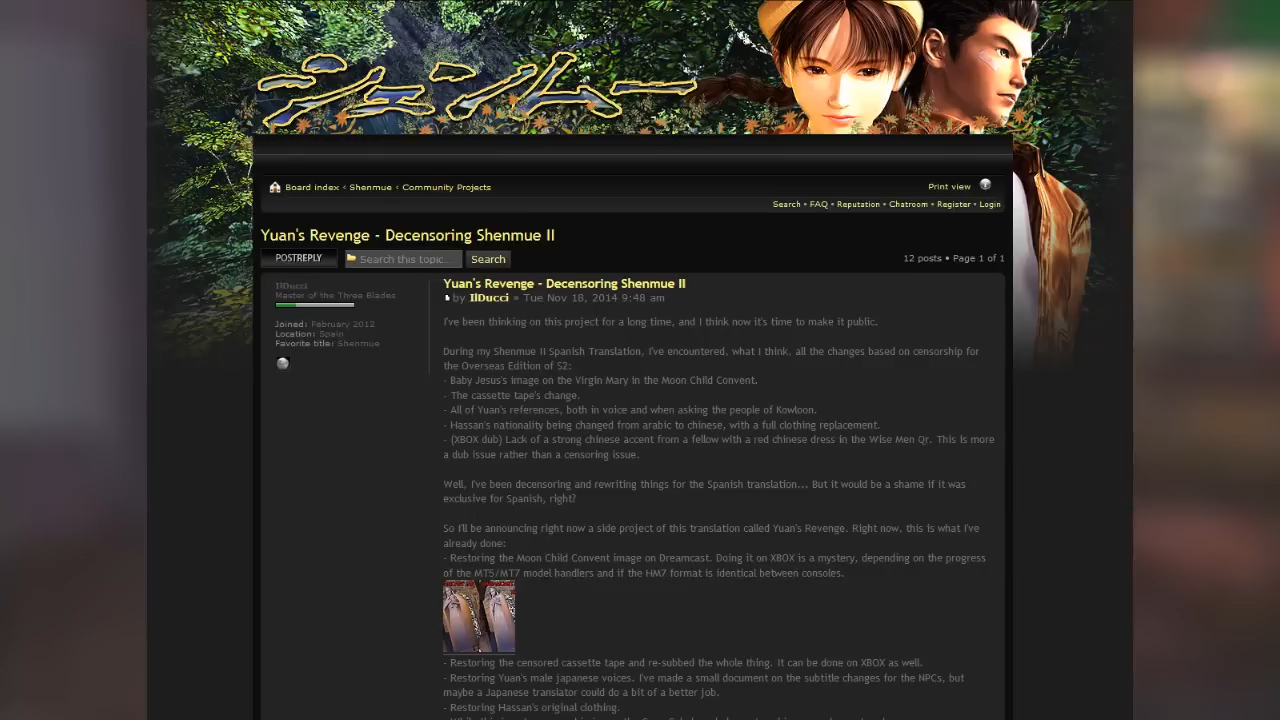 シェンムー
Board index ‹ Shenmue ‹ Community Projects
Print view
Search • FAQ • Reputation • Chatroom • Register • Login
Yuan's Revenge - Decensoring Shenmue II
POSTREPLY
Search this topic…
Search
12 posts • Page 1 of 1
IlDucci
Master of the Three Blades
Joined: February 2012
Location: Spain
Favorite title: Shenmue
Yuan's Revenge - Decensoring Shenmue II
by IlDucci » Tue Nov 18, 2014 9:48 am
I've been thinking on this project for a long time, and I think now it's time to make it public.
During my Shenmue II Spanish Translation, I've encountered, what I think, all the changes based on censorship for
the Overseas Edition of S2:
- Baby Jesus's image on the Virgin Mary in the Moon Child Convent.
- The cassette tape's change.
- All of Yuan's references, both in voice and when asking the people of Kowloon.
- Hassan's nationality being changed from arabic to chinese, with a full clothing replacement.
- (XBOX dub) Lack of a strong chinese accent from a fellow with a red chinese dress in the Wise Men Qr. This is more
a dub issue rather than a censoring issue.
Well, I've been decensoring and rewriting things for the Spanish translation... But it would be a shame if it was
exclusive for Spanish, right?
So I'll be announcing right now a side project of this translation called Yuan's Revenge. Right now, this is what I've
already done:
- Restoring the Moon Child Convent image on Dreamcast. Doing it on XBOX is a mystery, depending on the progress
of the MT5/MT7 model handlers and if the HM7 format is identical between consoles.
- Restoring the censored cassette tape and re-subbed the whole thing. It can be done on XBOX as well.
- Restoring Yuan's male japanese voices. I've made a small document on the subtitle changes for the NPCs, but
maybe a Japanese translator could do a bit of a better job.
- Restoring Hassan's original clothing.